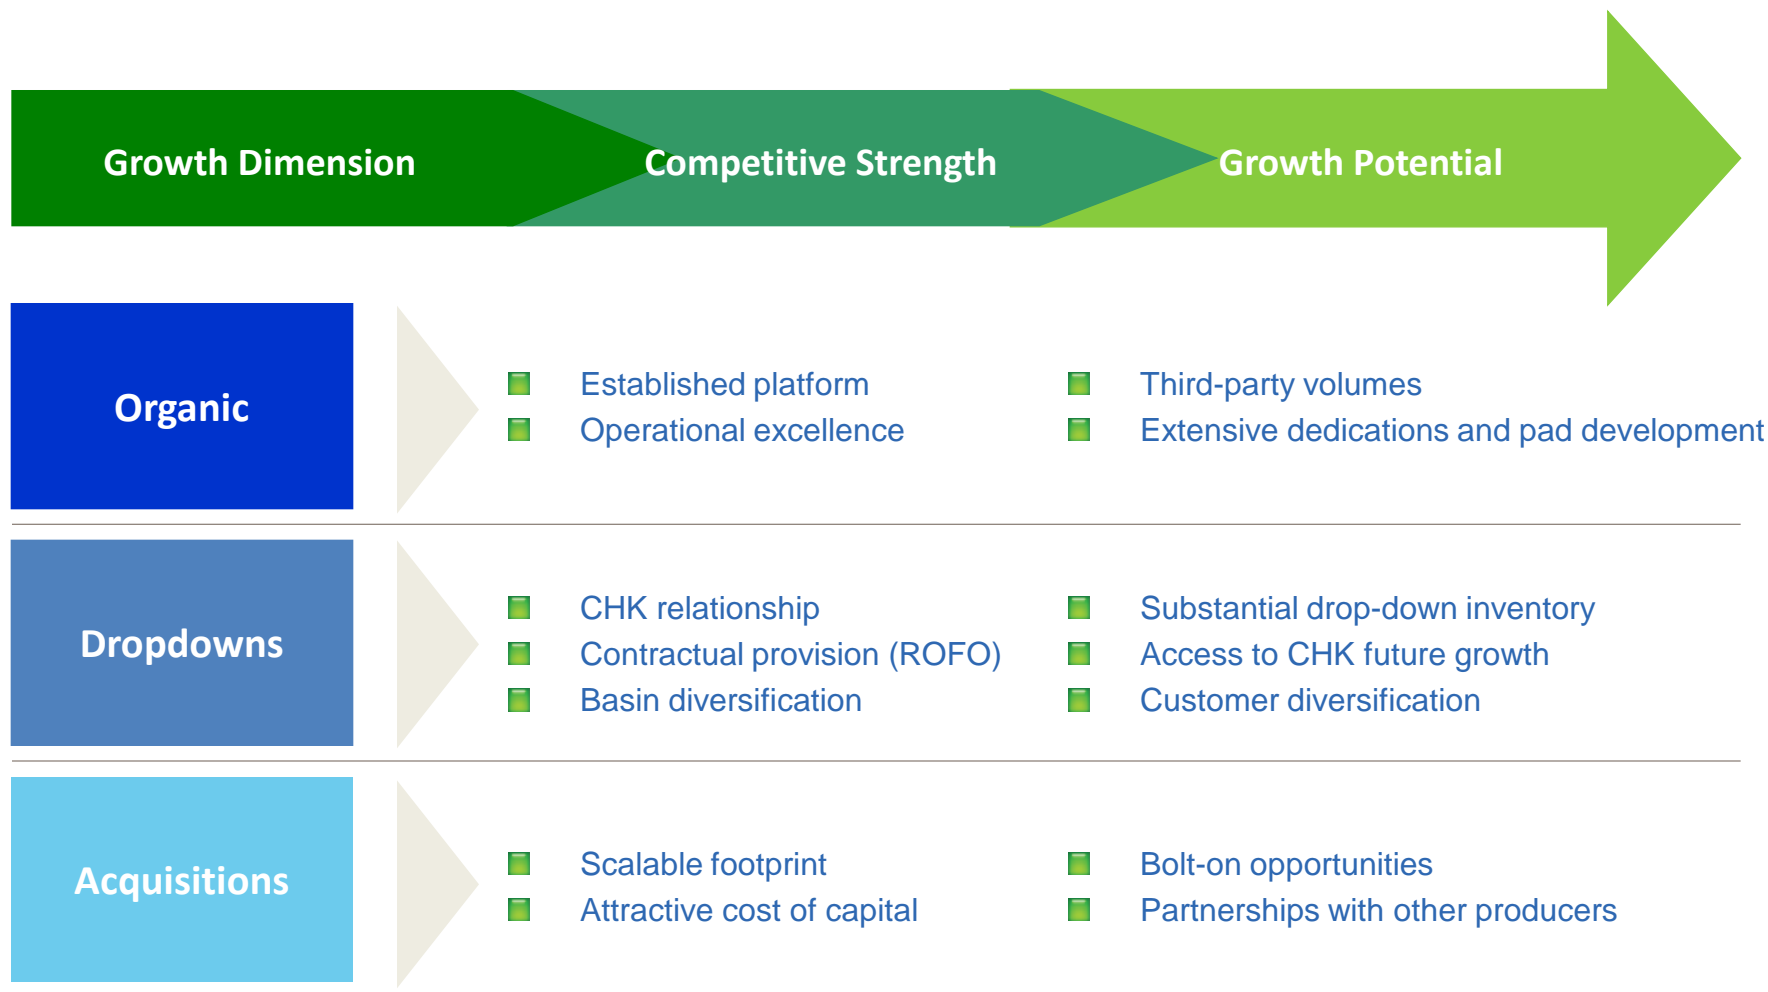 Growth Dimension
Competitive Strength
Growth Potential
Organic
Established platform
Operational excellence
Third-party volumes
Extensive dedications and pad development
Dropdowns
CHK relationship
Contractual provision (ROFO)
Basin diversification
Substantial drop-down inventory
Access to CHK future growth
Customer diversification
Acquisitions
Scalable footprint
Attractive cost of capital
Bolt-on opportunities
Partnerships with other producers